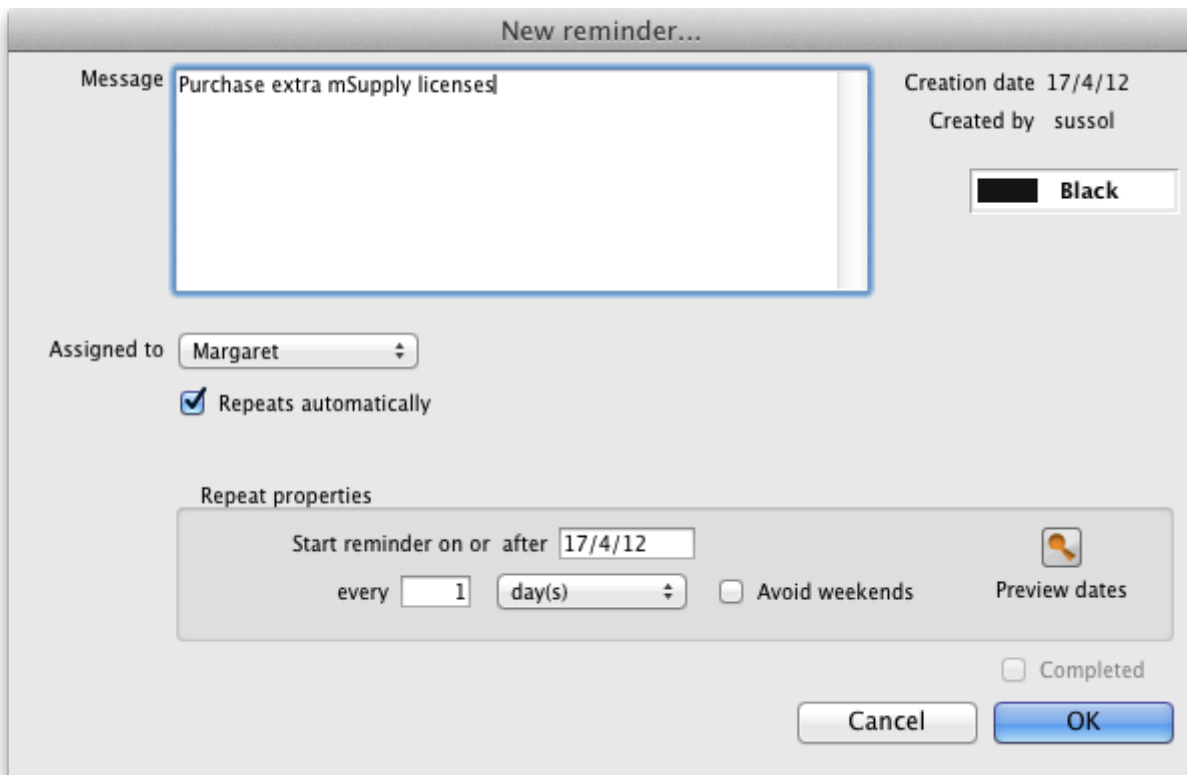 New reminder...
Message Purchase extra mSupply licenses
Creation date 17/4/12
Created by sussol
Black
Assigned to Margaret
Repeats automatically
Repeat properties
Start reminder on or after 17/4/12
every 1 day(s) Avoid weekends
Preview dates
Completed
Cancel OK